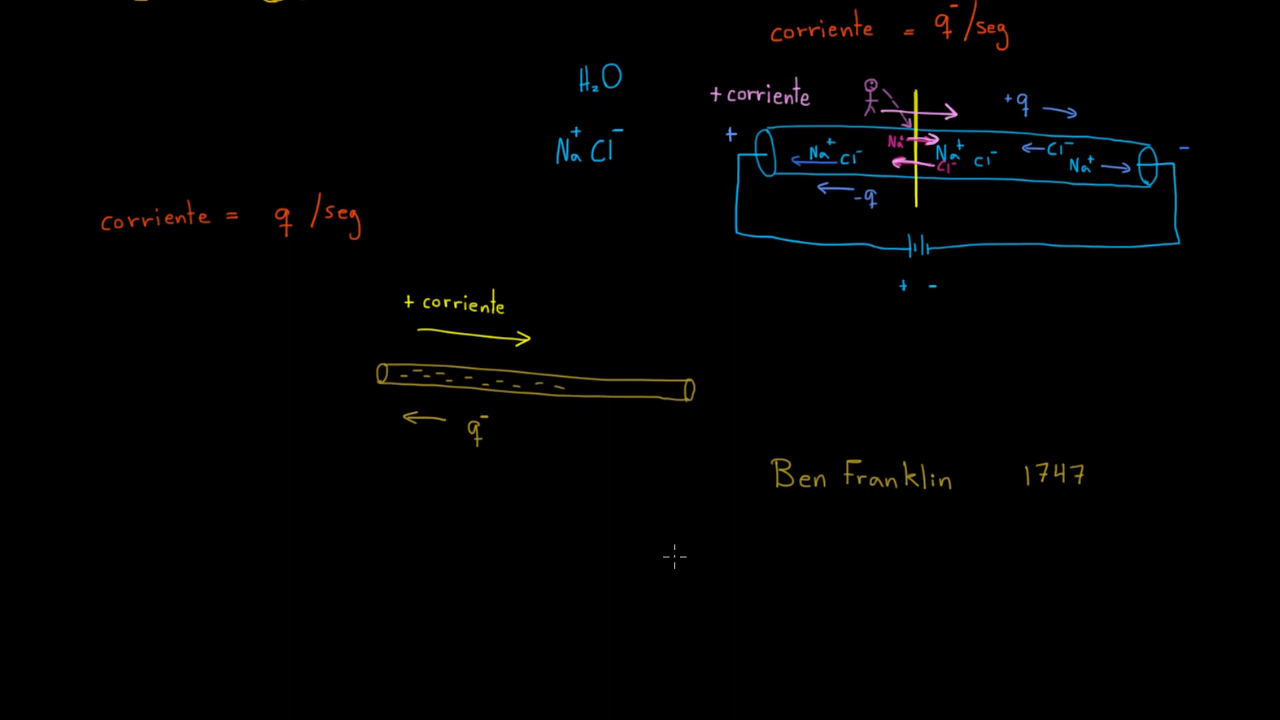 corriente = q⁻/seg
H₂O
+ corriente
+q
+
-
Na⁺Cl⁻
Na⁺ Cl⁻
Na⁺
Na⁺ Cl⁻
Cl⁻
Cl⁻
Na⁺
-q
corriente = q /seg
+ -
+ corriente
- - - - - - - - - -
q⁻
Ben Franklin 1747